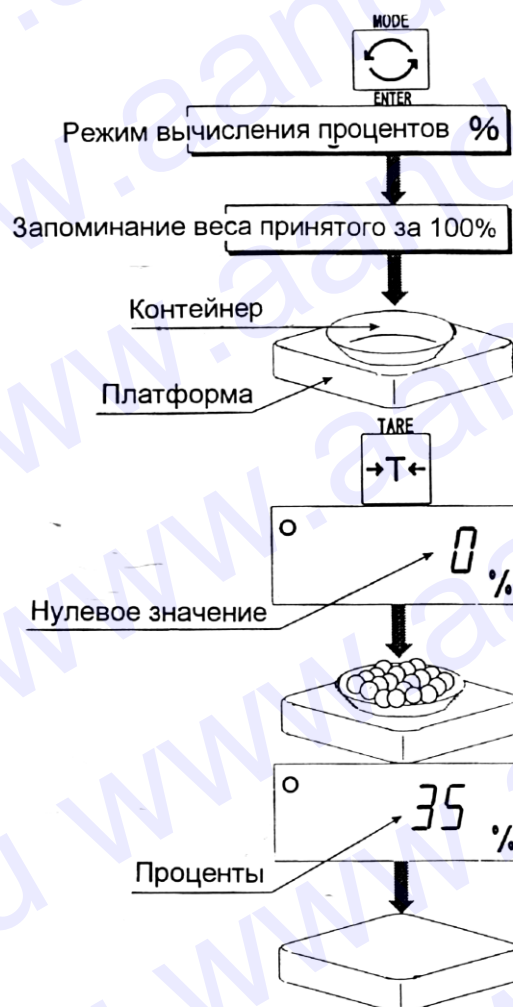 MODE
ENTER
Режим вычисления процентов %
Запоминание веса принятого за 100%
Контейнер
Платформа
TARE
→T←
0 %
Нулевое значение
35 %
Проценты